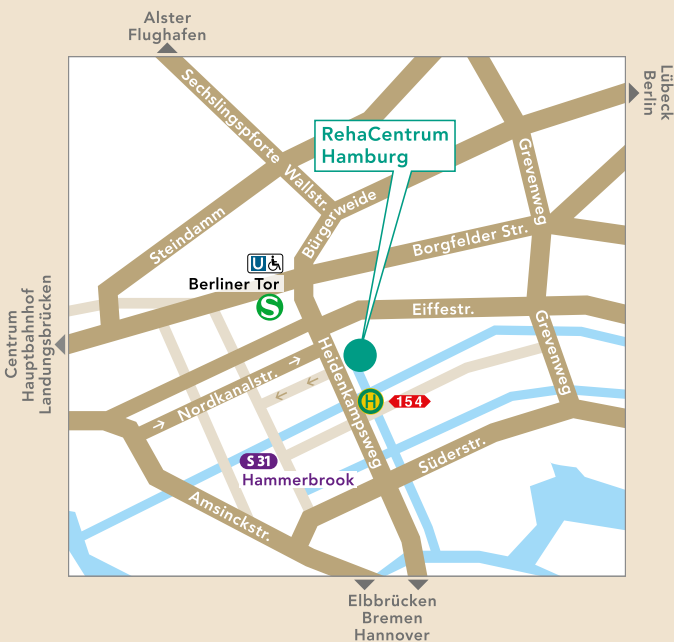 Alster
Flughafen
Lübeck
Berlin
Sechslingspforte
RehaCentrum
Hamburg
Grevenweg
Wallstr.
Bürgerweide
Steindamm
Borgfelder Str.
U
Berliner Tor
S
Centrum
Hauptbahnhof
Landungsbrücken
Eiffestr.
Grevenweg
Heidenkampsweg
Nordkanalstr.
H
154
S 31
Hammerbrook
Süderstr.
Amsinckstr.
Elbbrücken
Bremen
Hannover